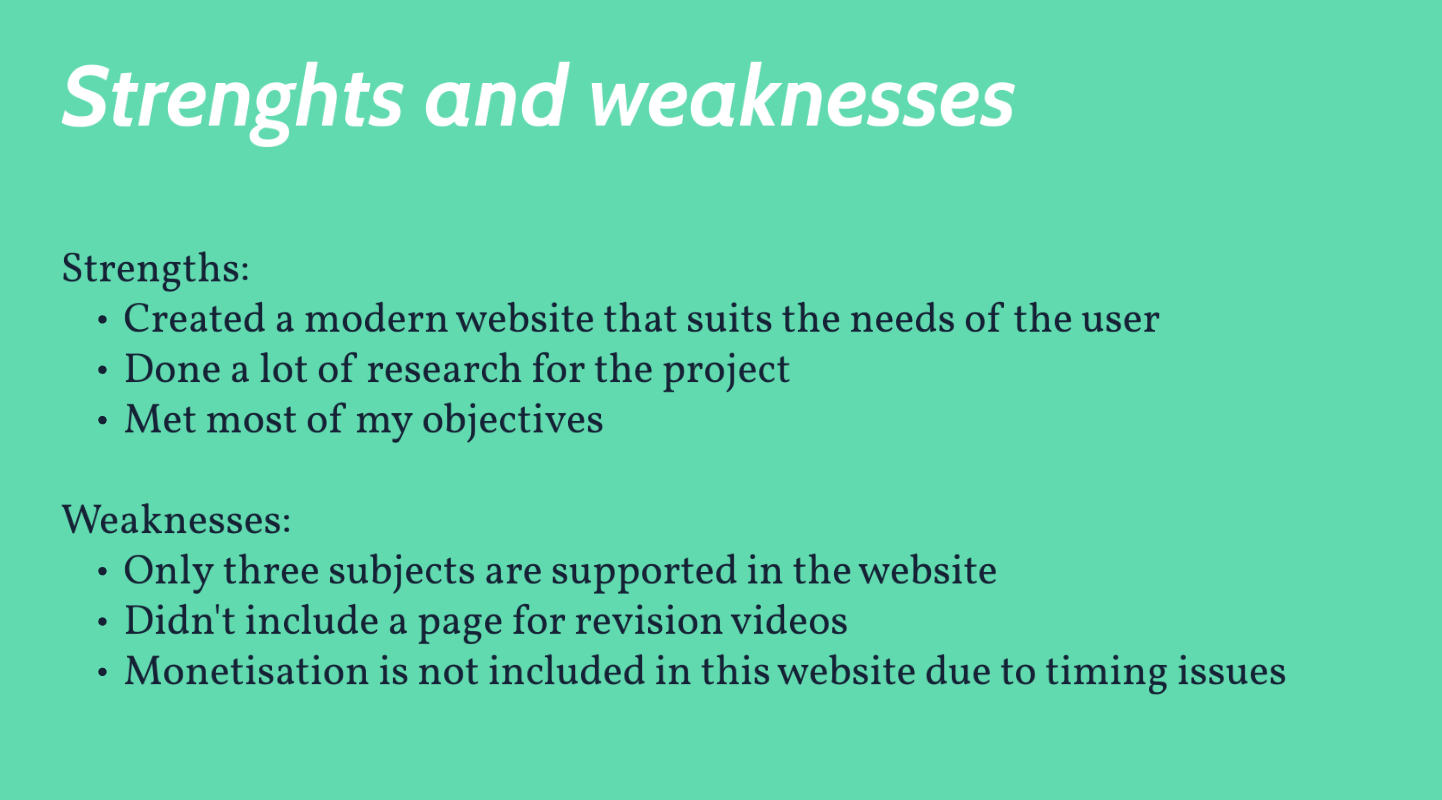 Strenghts and weaknesses
Strengths:
• Created a modern website that suits the needs of the user
• Done a lot of research for the project
• Met most of my objectives
Weaknesses:
• Only three subjects are supported in the website
• Didn't include a page for revision videos
• Monetisation is not included in this website due to timing issues